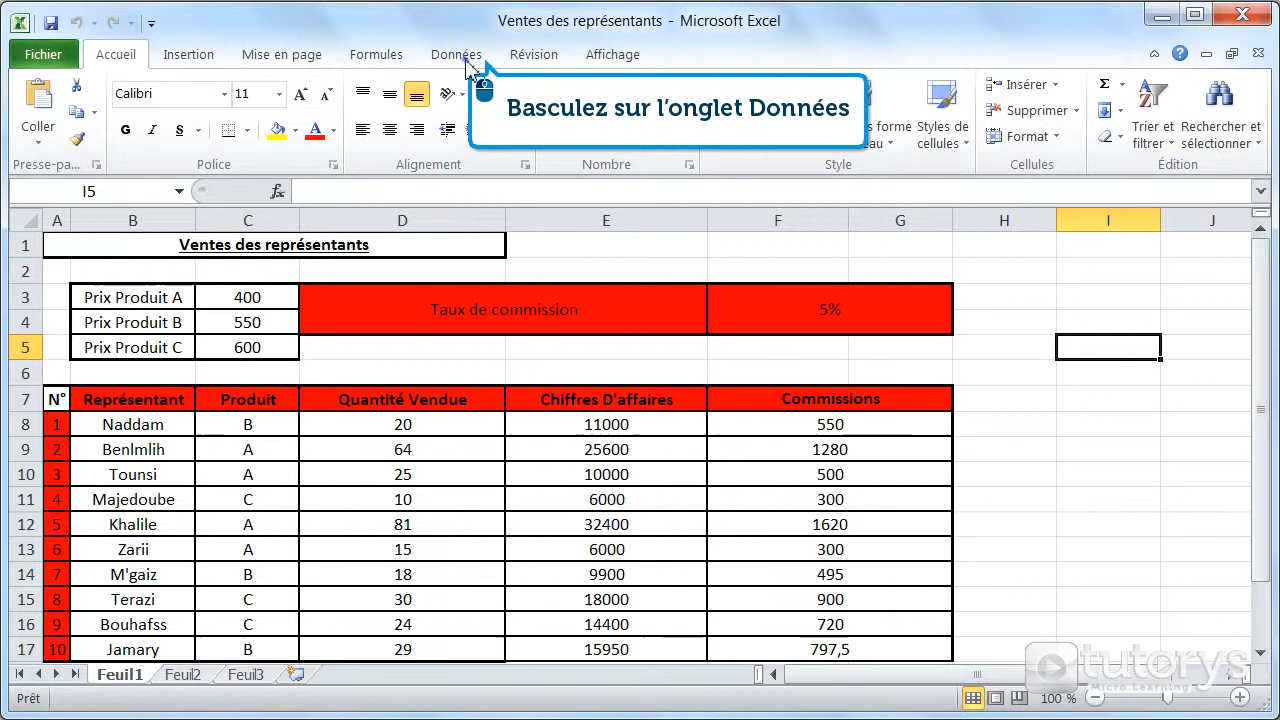 Ventes des représentants - Microsoft Excel
Fichier Accueil Insertion Mise en page Formules Données Révision Affichage
Basculez sur l'onglet Données
Coller
Calibri 11
G I S
Insérer
Supprimer
Format
Styles de cellules
Trier et filtrer
Rechercher et sélectionner
Presse-pa... Police Alignement Nombre Style Cellules Édition
I5 fx
A B C D E F G H I J
1 Ventes des représentants
2
3 Prix Produit A 400 Taux de commission 5%
4 Prix Produit B 550
5 Prix Produit C 600
6
7 N° Représentant Produit Quantité Vendue Chiffres D'affaires Commissions
8 1 Naddam B 20 11000 550
9 2 Benlmlih A 64 25600 1280
10 3 Tounsi A 25 10000 500
11 4 Majedoube C 10 6000 300
12 5 Khalile A 81 32400 1620
13 6 Zarii A 15 6000 300
14 7 M'gaiz B 18 9900 495
15 8 Terazi C 30 18000 900
16 9 Bouhafss C 24 14400 720
17 10 Jamary B 29 15950 797,5
Feuil1 Feuil2 Feuil3
Prêt 100 %
tutorys
Micro Learning